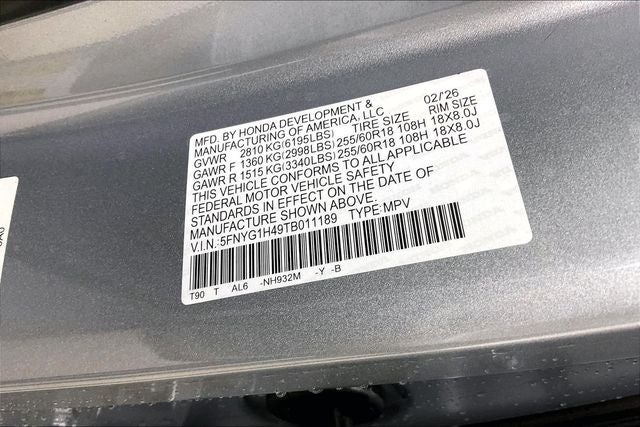 MFD. BY HONDA DEVELOPMENT & 02/'26
MANUFACTURING OF AMERICA, LLC
GVWR 2810 KG(6195LBS) TIRE SIZE RIM SIZE
GAWR F 1360 KG(2998LBS) 255/60R18 108H 18X8.0J
GAWR R 1515 KG(3340LBS) 255/60R18 108H 18X8.0J
THIS VEHICLE CONFORMS TO ALL APPLICABLE
FEDERAL MOTOR VEHICLE SAFETY
STANDARDS IN EFFECT ON THE DATE OF
MANUFACTURE SHOWN ABOVE.
V.I.N.:5FNYG1H49TB011189 TYPE:MPV
T90 T AL6 -NH932M -Y -B